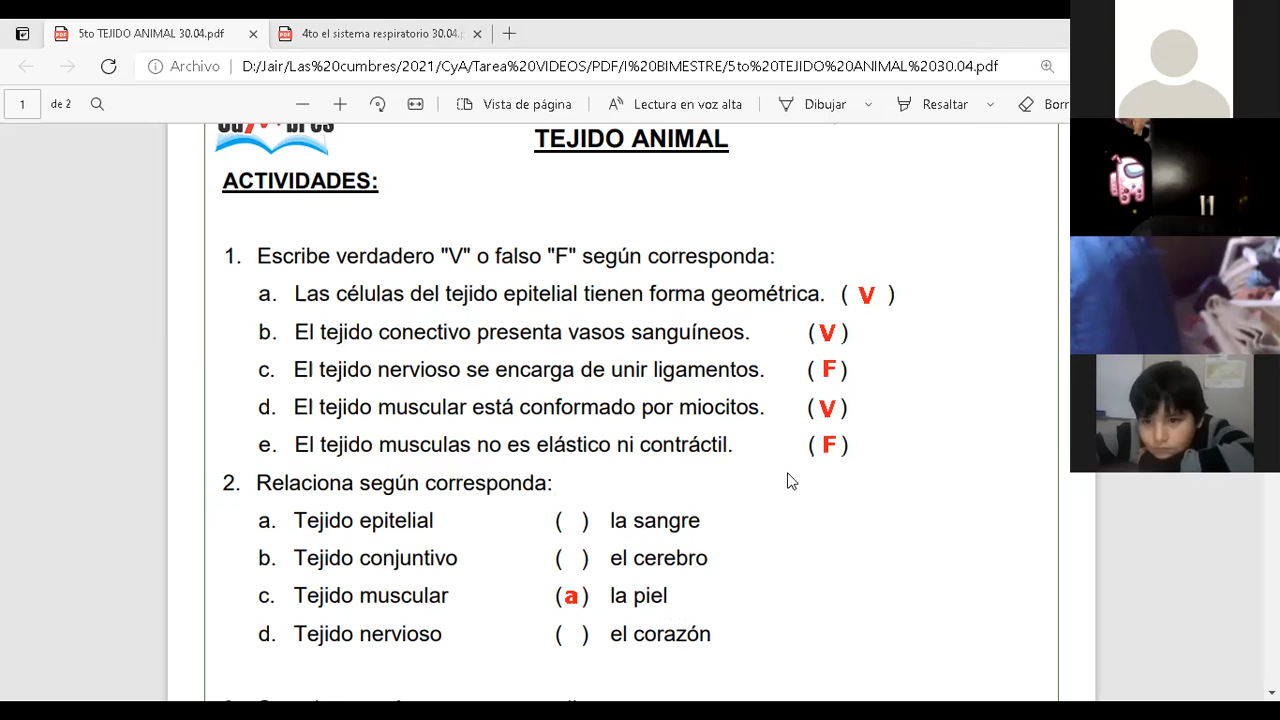 5to TEJIDO ANIMAL 30.04.pdf
4to el sistema respiratorio 30.04.
Archivo D:/Jair/Las%20cumbres/2021/CyA/Tarea%20VIDEOS/PDF/I%20BIMESTRE/5to%20TEJIDO%20ANIMAL%2030.04.pdf
1 de 2 Vista de página Lectura en voz alta Dibujar Resaltar Borr
TEJIDO ANIMAL
ACTIVIDADES:
1. Escribe verdadero "V" o falso "F" según corresponda:
a. Las células del tejido epitelial tienen forma geométrica. ( V )
b. El tejido conectivo presenta vasos sanguíneos. ( V )
c. El tejido nervioso se encarga de unir ligamentos. ( F )
d. El tejido muscular está conformado por miocitos. ( V )
e. El tejido musculas no es elástico ni contráctil. ( F )
2. Relaciona según corresponda:
a. Tejido epitelial ( ) la sangre
b. Tejido conjuntivo ( ) el cerebro
c. Tejido muscular (a) la piel
d. Tejido nervioso ( ) el corazón